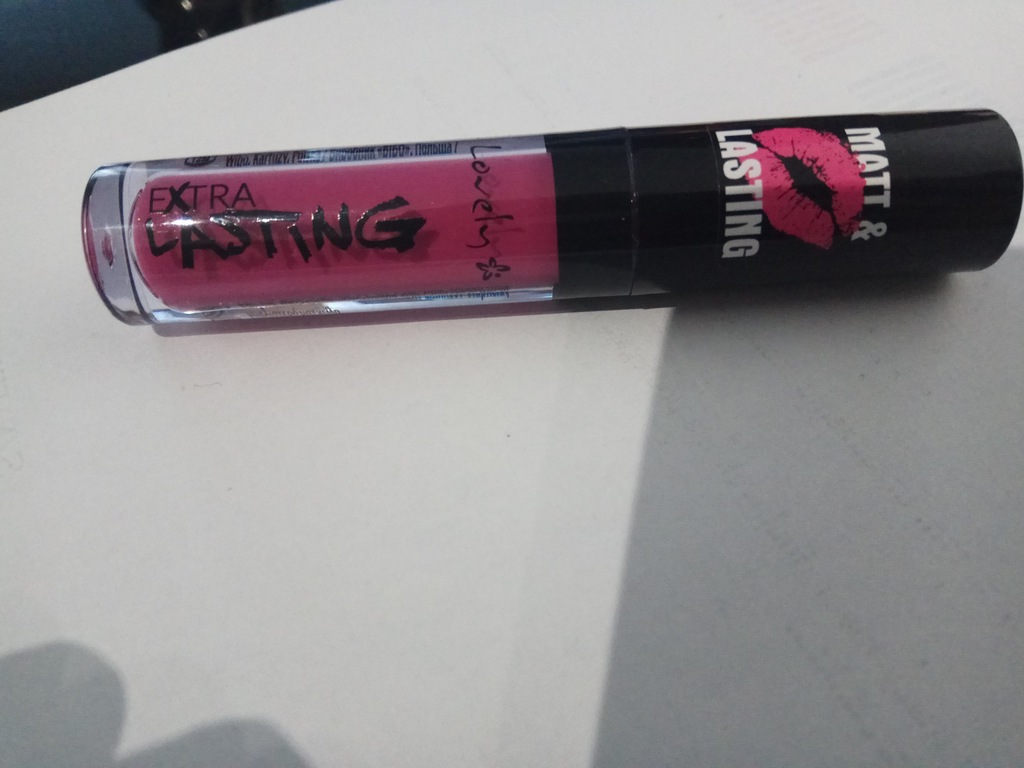 EXTRA
LASTING
Lovely
MATT &
LASTING